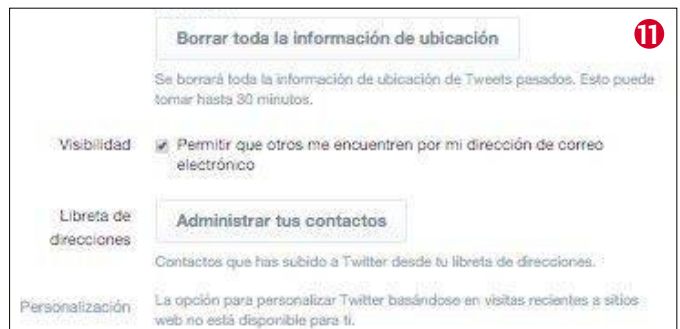 11
Borrar toda la información de ubicación
Se borrará toda la información de ubicación de Tweets pasados. Esto puede
tomar hasta 30 minutos.
Visibilidad
Permitir que otros me encuentren por mi dirección de correo
electrónico
Libreta de
direcciones
Administrar tus contactos
Contactos que has subido a Twitter desde tu libreta de direcciones.
Personalización
La opción para personalizar Twitter basándose en visitas recientes a sitios
web no está disponible para ti.